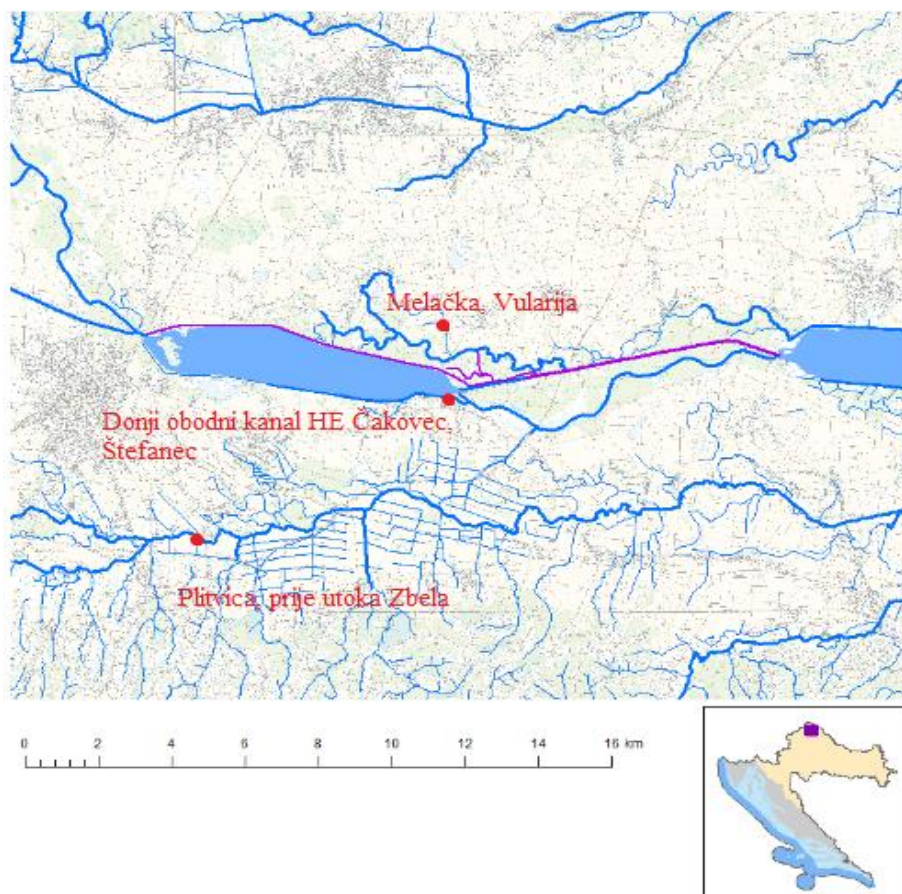 Melačka, Vularija
Donji obodni kanal HE Čakovec,
Štefanec
Plitvica, prije utoka Zbela
0 2 4 6 8 10 12 14 16 km